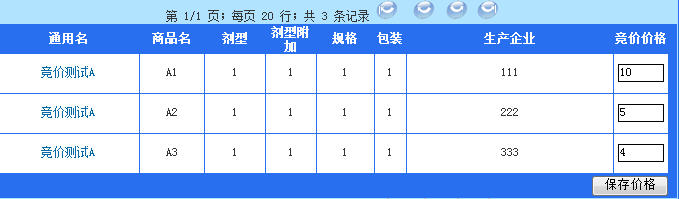 第 1/1 页；每页 20 行；共 3 条记录
通用名 商品名 剂型 剂型附加 规格 包装 生产企业 竞价价格
竟价测试A A1 1 1 1 1 111 10
竟价测试A A2 1 1 1 1 222 5
竟价测试A A3 1 1 1 1 333 4
保存价格